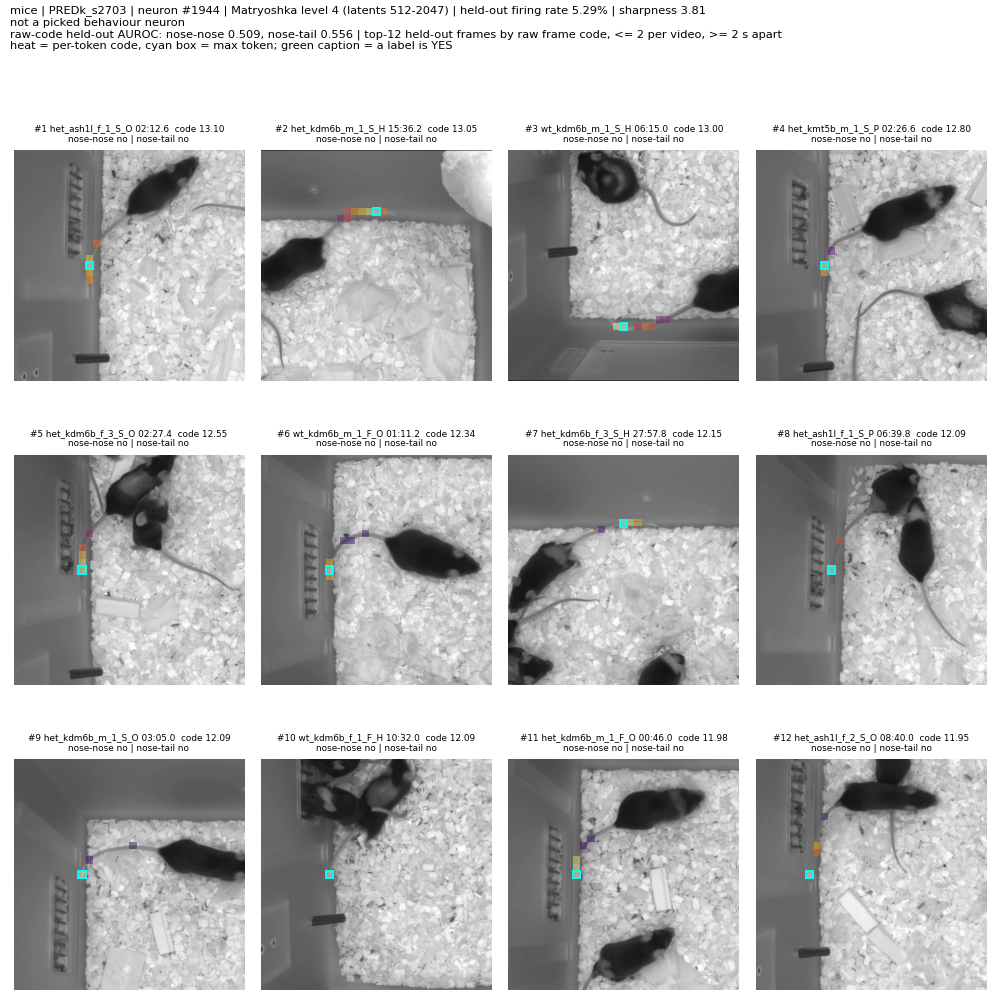 mice | PREDk_s2703 | neuron #1944 | Matryoshka level 4 (latents 512-2047) | held-out firing rate 5.29% | sharpness 3.81
not a picked behaviour neuron
raw-code held-out AUROC: nose-nose 0.509, nose-tail 0.556 | top-12 held-out frames by raw frame code, <= 2 per video, >= 2 s apart
heat = per-token code, cyan box = max token; green caption = a label is YES
#1 het_ash1l_f_1_S_O 02:12.6 code 13.10
nose-nose no | nose-tail no
#2 het_kdm6b_m_1_S_H 15:36.2 code 13.05
nose-nose no | nose-tail no
#3 wt_kdm6b_m_1_S_H 06:15.0 code 13.00
nose-nose no | nose-tail no
#4 het_kmt5b_m_1_S_P 02:26.6 code 12.80
nose-nose no | nose-tail no
#5 het_kdm6b_f_3_S_O 02:27.4 code 12.55
nose-nose no | nose-tail no
#6 wt_kdm6b_m_1_F_O 01:11.2 code 12.34
nose-nose no | nose-tail no
#7 het_kdm6b_f_3_S_H 27:57.8 code 12.15
nose-nose no | nose-tail no
#8 het_ash1l_f_1_S_P 06:39.8 code 12.09
nose-nose no | nose-tail no
#9 het_kdm6b_m_1_S_O 03:05.0 code 12.09
nose-nose no | nose-tail no
#10 wt_kdm6b_f_1_F_H 10:32.0 code 12.09
nose-nose no | nose-tail no
#11 het_kdm6b_m_1_F_O 00:46.0 code 11.98
nose-nose no | nose-tail no
#12 het_ash1l_f_2_S_O 08:40.0 code 11.95
nose-nose no | nose-tail no